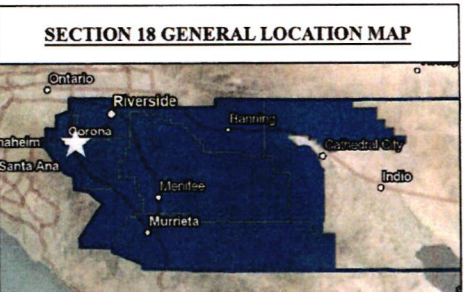 SECTION 18 GENERAL LOCATION MAP
Ontario
Riverside
Banning
Corona
naheim
Cathedral City
Santa Ana
Indio
Menifee
Murrieta